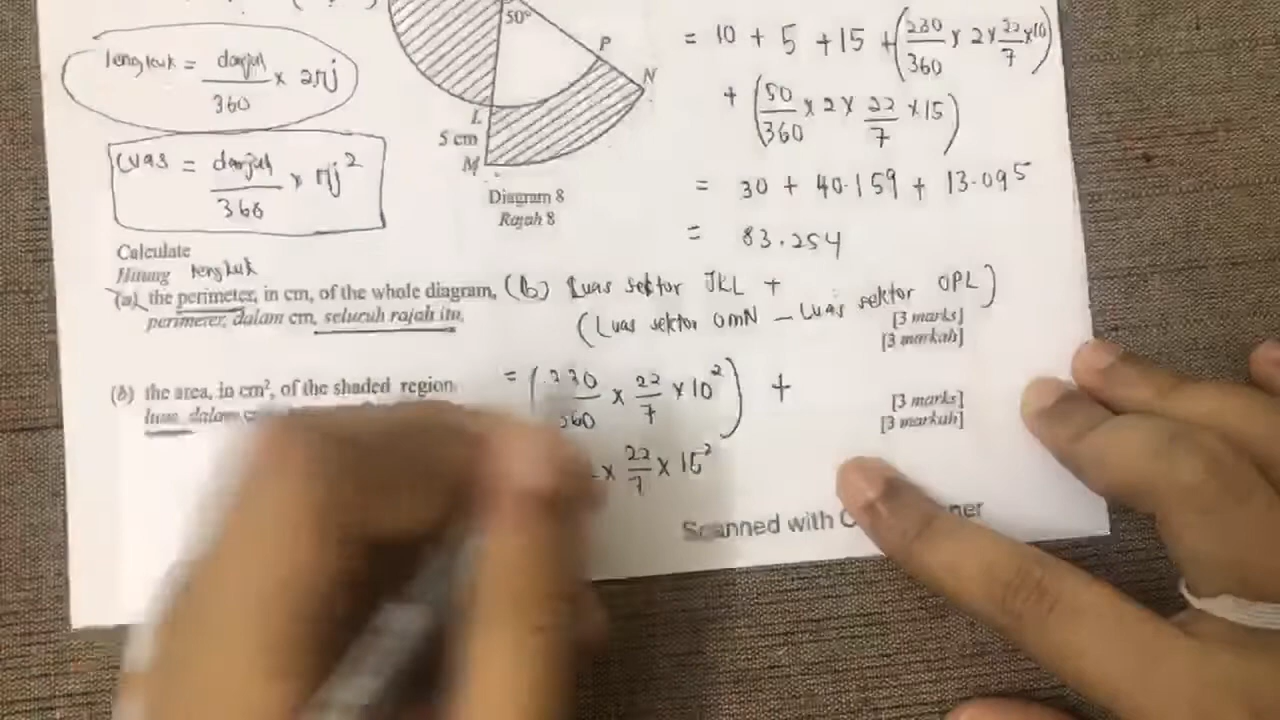 lengkuk = darjah/360 × 2πj
luas = darjah/360 × πj²
50°
P
N
L
5 cm
M
Diagram 8
Rajah 8
= 10 + 5 + 15 + (230/360 × 2 × 22/7 × 10)
+ (50/360 × 2 × 22/7 × 15)
= 30 + 40.159 + 13.095
= 83.254
Calculate
Hitung lengkuk
(a) the perimeter, in cm, of the whole diagram,
perimeter, dalam cm, seluruh rajah itu,
[3 marks]
[3 markah]
(b) Luas sektor JKL +
(Luas sektor OMN − Luas sektor OPL)
= (230/360 × 22/7 × 10²) +
× 22/7 × 15²
(b) the area, in cm², of the shaded region.
luas, dalam
[3 marks]
[3 markah]
Scanned with